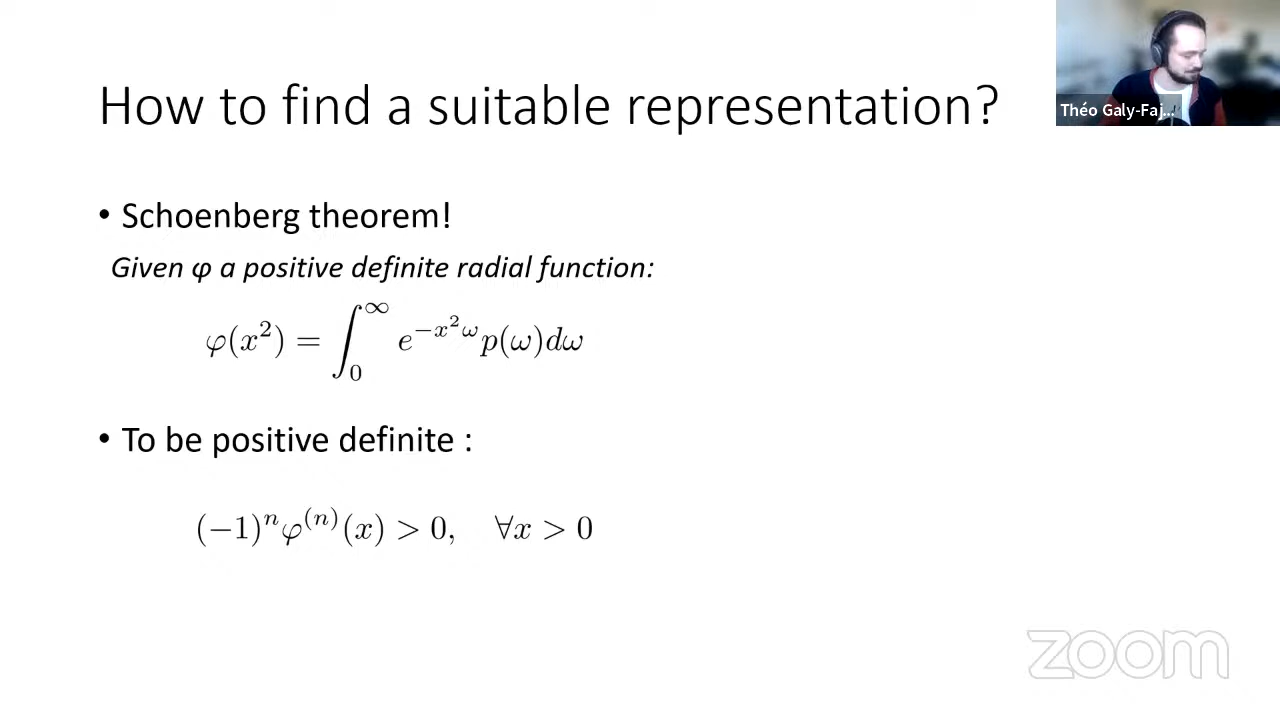 How to find a suitable representation?
Théo Galy-Faj...
• Schoenberg theorem!
Given φ a positive definite radial function:
φ(x²) = ∫₀^∞ e^{-x²ω} p(ω)dω
• To be positive definite :
(−1)ⁿφ⁽ⁿ⁾(x) > 0, ∀x > 0
zoom